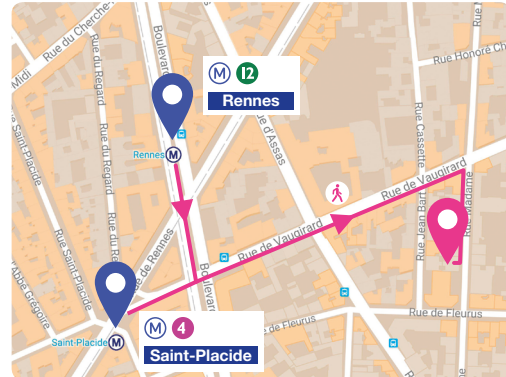 Rue du Cherche-Midi
Rue du Regard
Boulevard
M 12
Rennes
Rue Honoré Ch
Rue d'Assas
Rue Cassette
Rennes M
Rue Saint-Placide
Rue du Regard
Rue de Vaugirard
Rue Madame
Rue Jean Bart
Rue de Vaugirard
Rue de Rennes
Boulevard
Rue Saint-Placide
Abbé Grégoire
Rue de Fleurus
M 4
Saint-Placide
e de Fleurus
Saint-Placide M